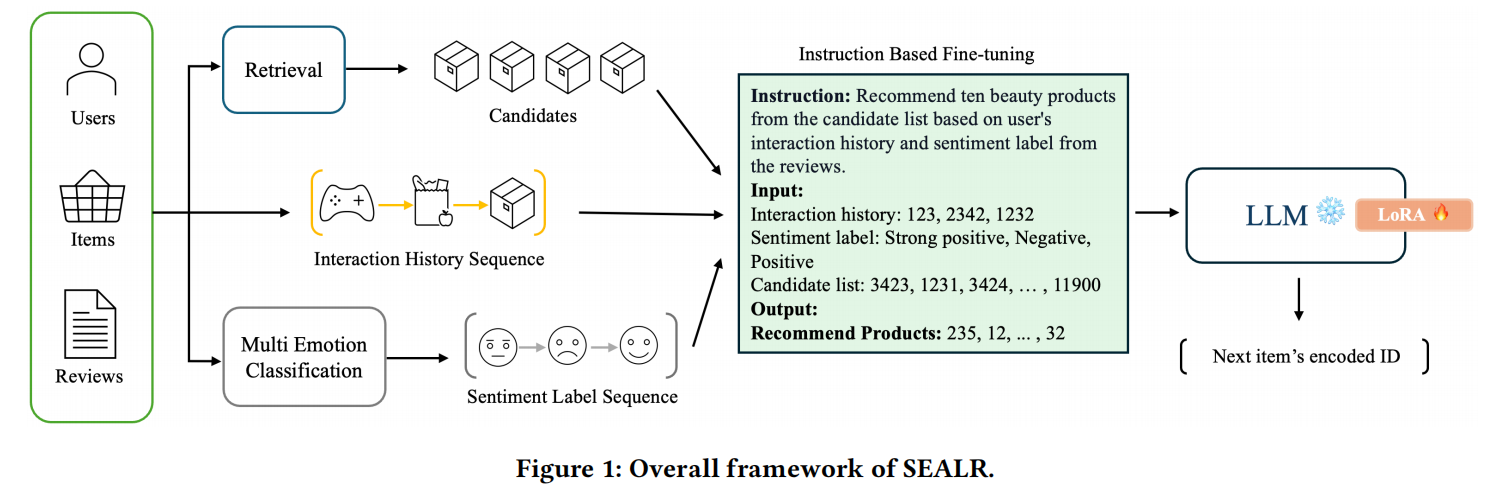 Users
Items
Reviews
Retrieval
Candidates
Interaction History Sequence
Multi Emotion
Classification
Sentiment Label Sequence
Instruction Based Fine-tuning
Instruction: Recommend ten beauty products
from the candidate list based on user's
interaction history and sentiment label from
the reviews.
Input:
Interaction history: 123, 2342, 1232
Sentiment label: Strong positive, Negative,
Positive
Candidate list: 3423, 1231, 3424, … , 11900
Output:
Recommend Products: 235, 12, ... , 32
LLM
LoRA
Next item’s encoded ID
Figure 1: Overall framework of SEALR.